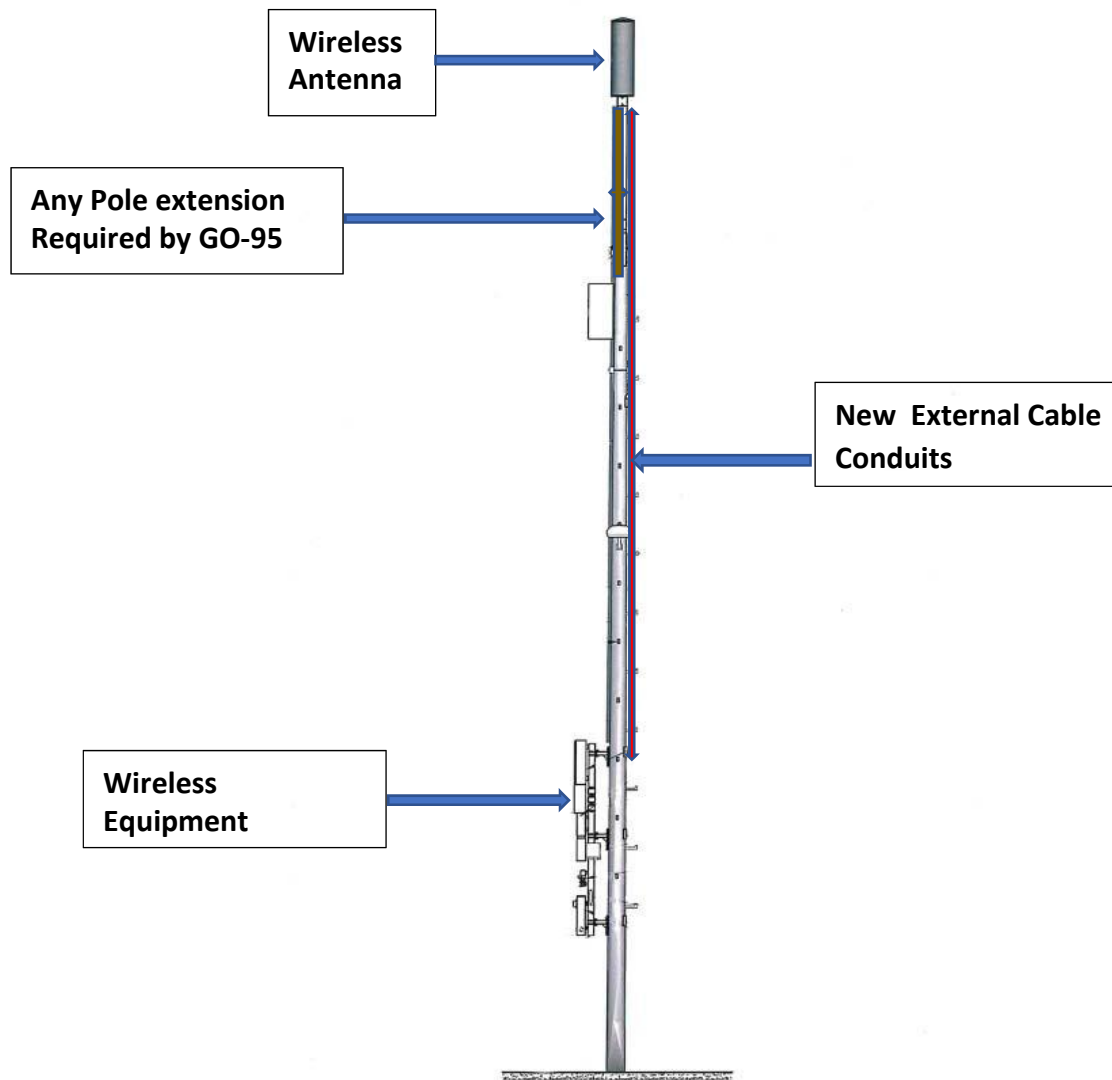 Wireless
Antenna
Any Pole extension
Required by GO-95
New  External Cable
Conduits
Wireless
Equipment